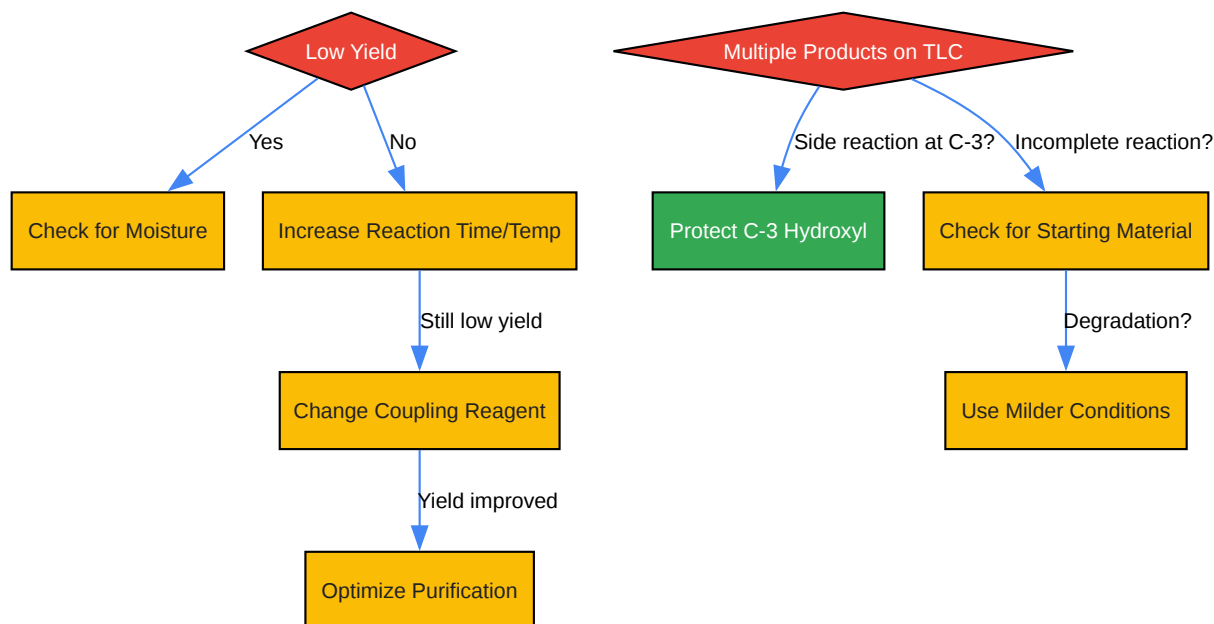 Low Yield
Multiple Products on TLC
Yes
No
Side reaction at C-3?
Incomplete reaction?
Check for Moisture
Increase Reaction Time/Temp
Protect C-3 Hydroxyl
Check for Starting Material
Still low yield
Degradation?
Change Coupling Reagent
Use Milder Conditions
Yield improved
Optimize Purification